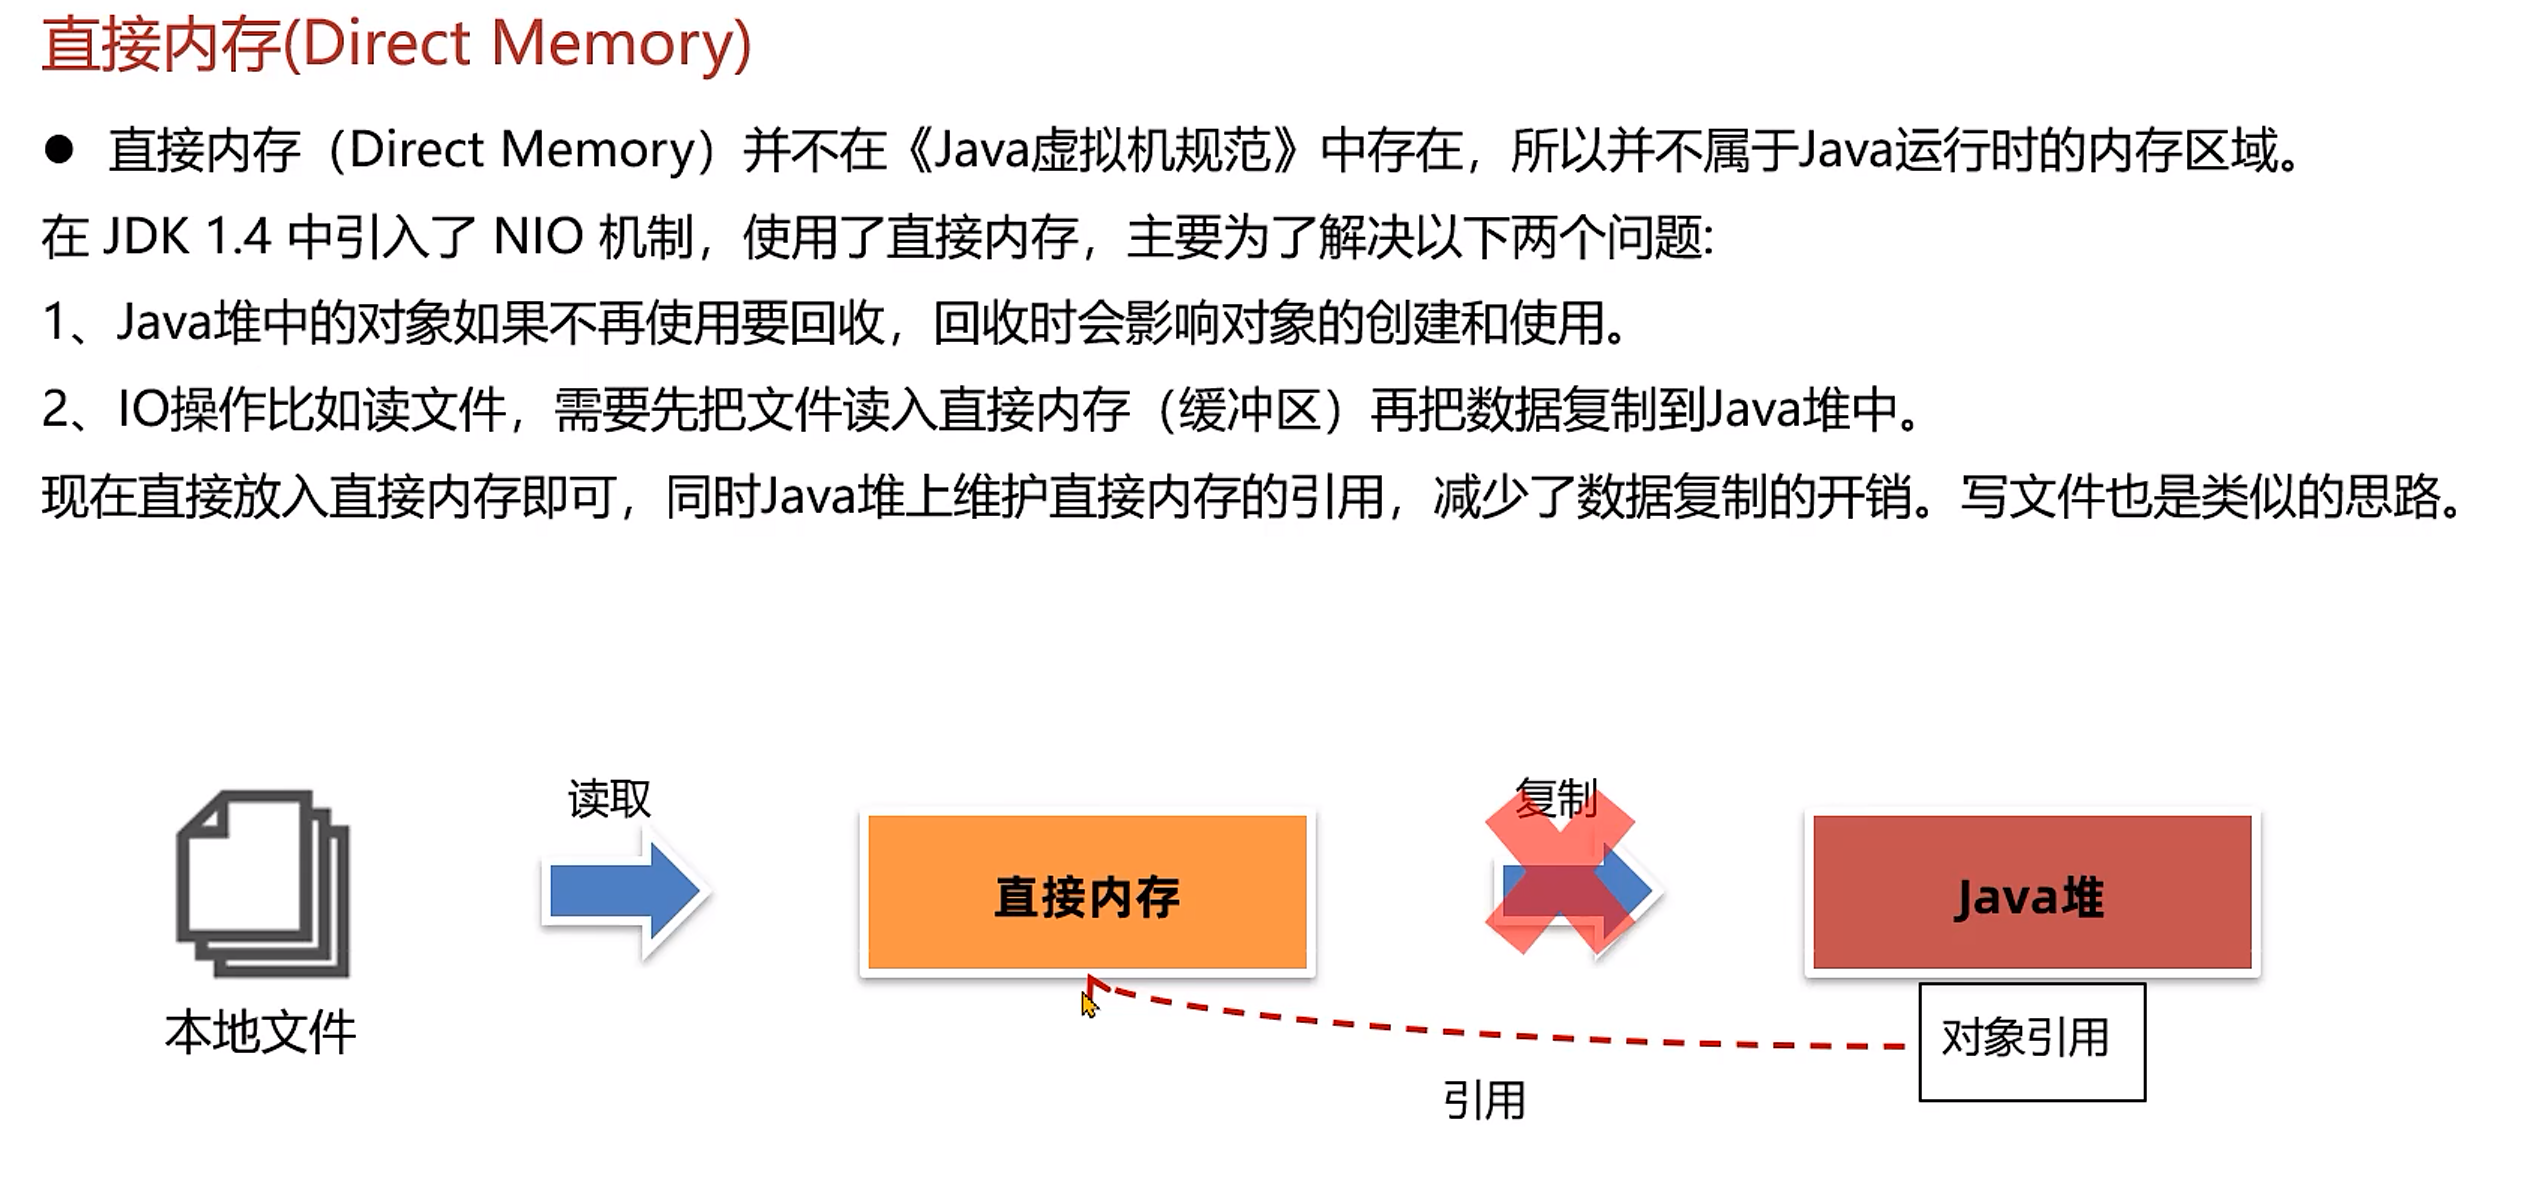 直接内存(Direct Memory)
● 直接内存（Direct Memory）并不在《Java虚拟机规范》中存在，所以并不属于Java运行时的内存区域。
在 JDK 1.4 中引入了 NIO 机制，使用了直接内存，主要为了解决以下两个问题:
1、Java堆中的对象如果不再使用要回收，回收时会影响对象的创建和使用。
2、IO操作比如读文件，需要先把文件读入直接内存（缓冲区）再把数据复制到Java堆中。
现在直接放入直接内存即可，同时Java堆上维护直接内存的引用，减少了数据复制的开销。写文件也是类似的思路。
读取
复制
直接内存
Java堆
本地文件
对象引用
引用